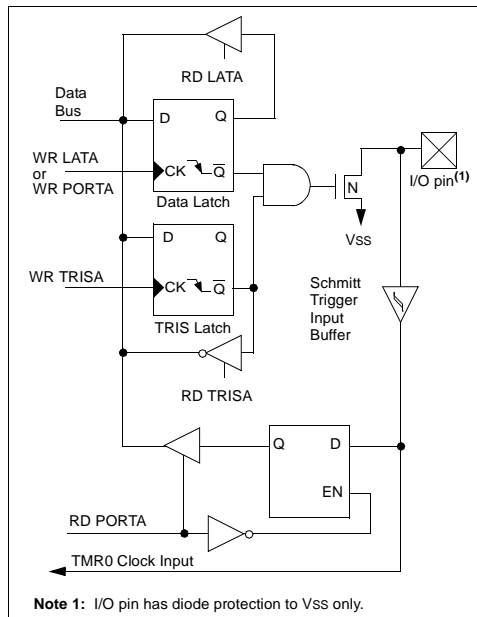 RD LATA
Data
Bus
D Q
WR LATA
or
WR PORTA
CK Q
Data Latch
N
I/O pin(1)
VSS
D Q
WR TRISA
CK Q
TRIS Latch
Schmitt
Trigger
Input
Buffer
RD TRISA
Q D
EN
RD PORTA
TMR0 Clock Input
Note 1: I/O pin has diode protection to VSS only.